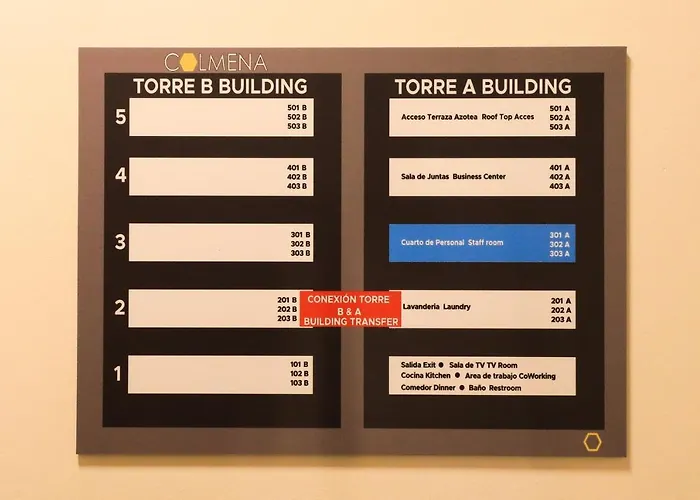 COLMENA
TORRE B BUILDING
5
501 B
502 B
503 B
4
401 B
402 B
403 B
3
301 B
302 B
303 B
2
201 B
202 B
203 B
1
101 B
102 B
103 B
CONEXIÓN TORRE
B & A
BUILDING TRANSFER
TORRE A BUILDING
Acceso Terraza Azotea Roof Top Acces
501 A
502 A
503 A
Sala de Juntas Business Center
401 A
402 A
403 A
Cuarto de Personal Staff room
301 A
302 A
303 A
Lavanderia Laundry
201 A
202 A
203 A
Salida Exit ● Sala de TV TV Room
Cocina Kitchen ● Area de trabajo CoWorking
Comedor Dinner ● Baño Restroom